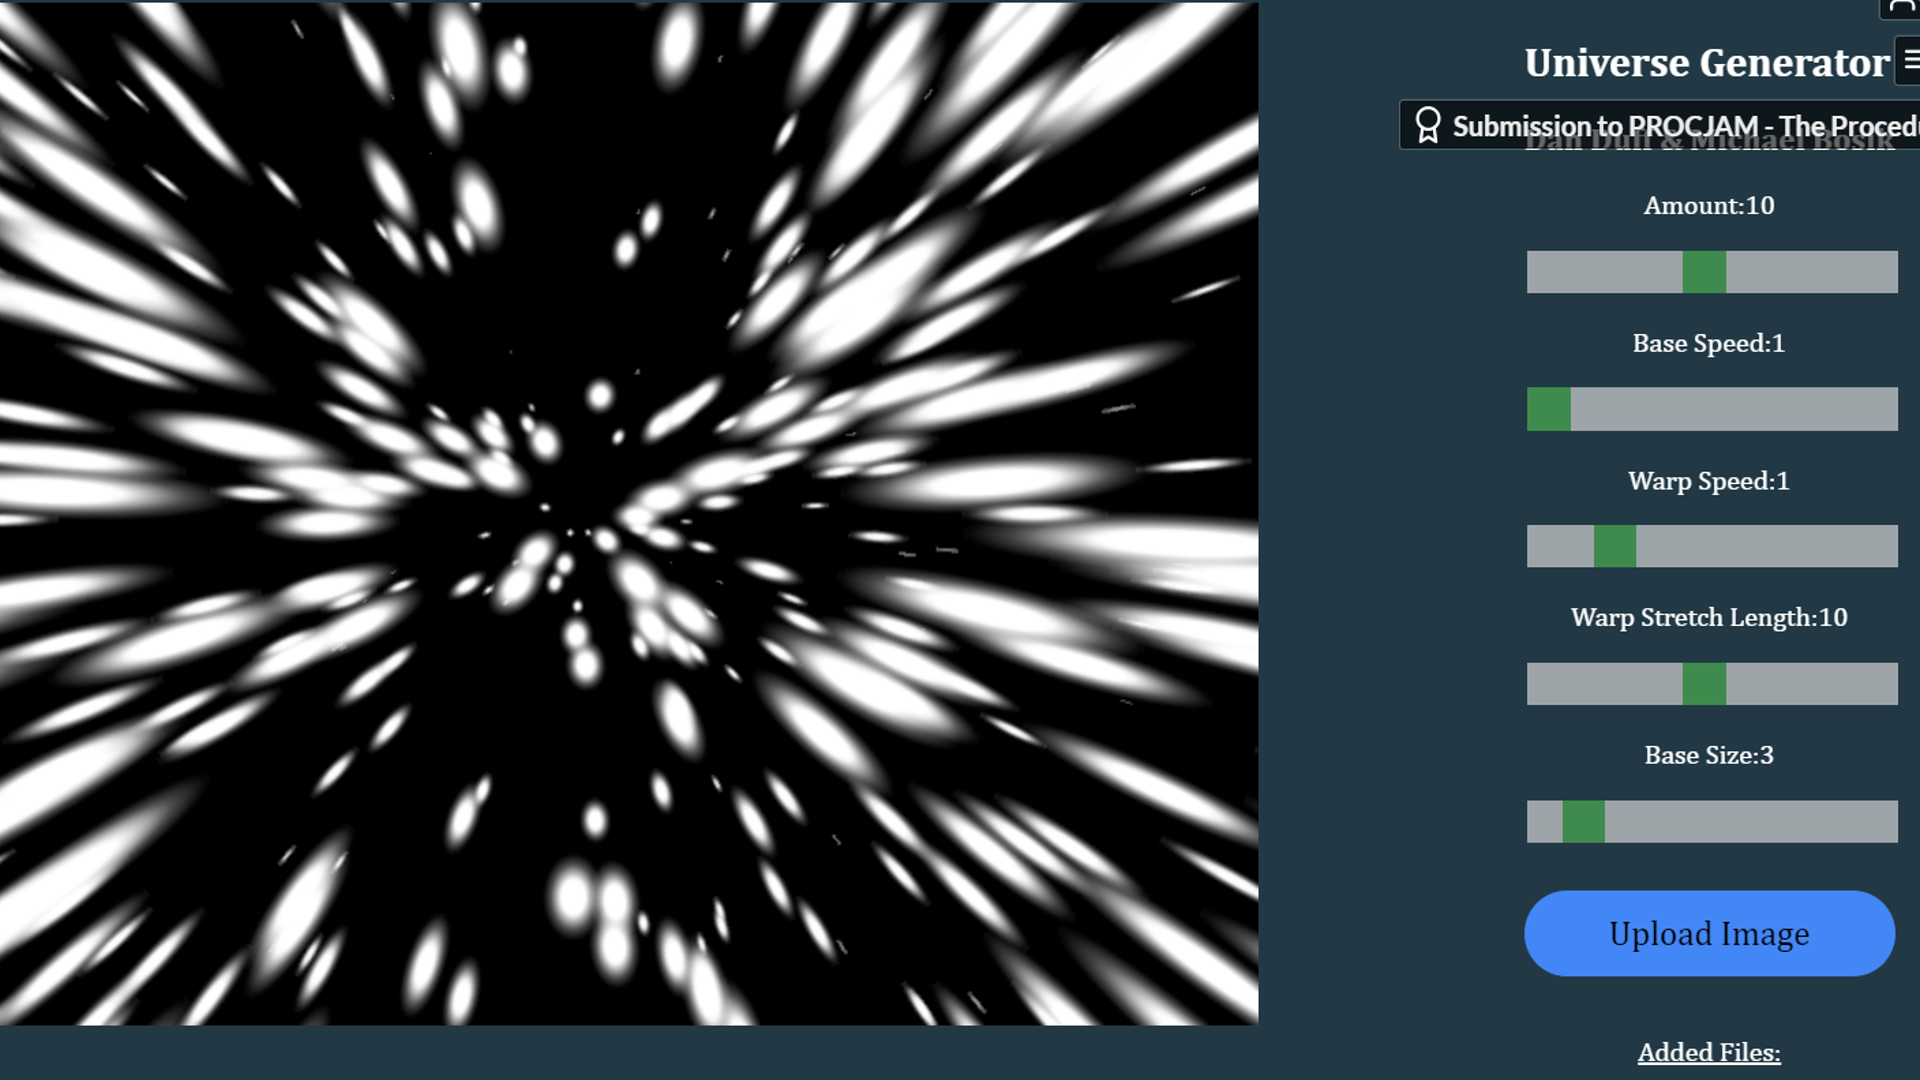 Universe Generator
Submission to PROCJAM - The Procedu
Dan Duff & Michael Bosik
Amount:10
Base Speed:1
Warp Speed:1
Warp Stretch Length:10
Base Size:3
Upload Image
Added Files: